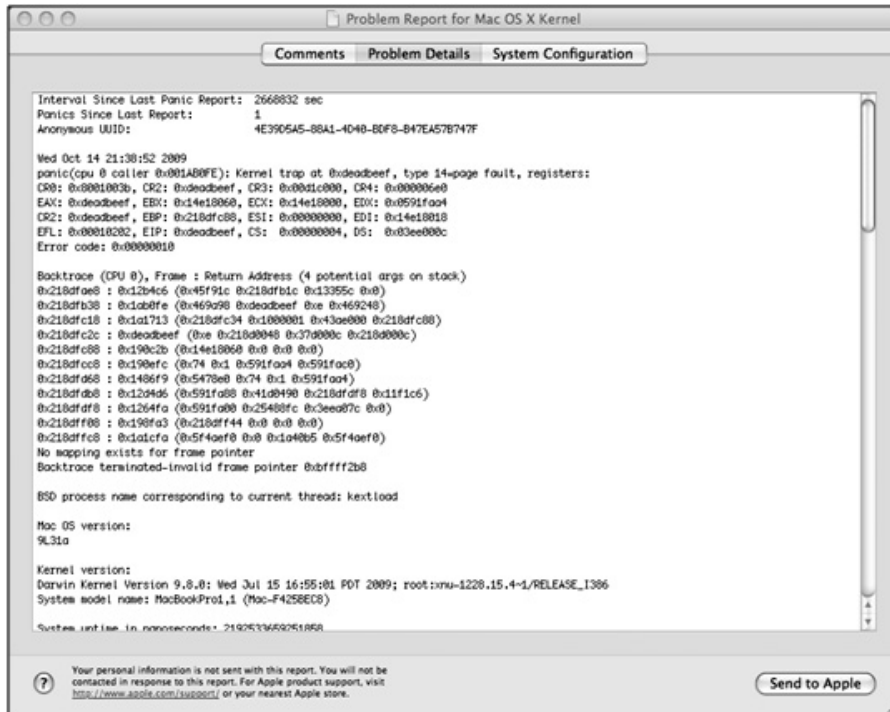 Problem Report for Mac OS X Kernel
Comments Problem Details System Configuration
Interval Since Last Panic Report: 2668832 sec
Panics Since Last Report: 1
Anonymous UUID: 4E39D5A5-88A1-4D40-BDF8-B47EA57B747F
Wed Oct 14 21:38:52 2009
panic(cpu 0 caller 0x001AB0FE): Kernel trap at 0xdeadbeef, type 14=page fault, registers:
CR0: 0x8001003b, CR2: 0xdeadbeef, CR3: 0x00d1c000, CR4: 0x000006e0
EAX: 0xdeadbeef, EBX: 0x14e18060, ECX: 0x14e18000, EDX: 0x0591faa4
CR2: 0xdeadbeef, EBP: 0x218dfc88, ESI: 0x00000000, EDI: 0x14e18018
EFL: 0x00010202, EIP: 0xdeadbeef, CS: 0x00000004, DS: 0x03ee000c
Error code: 0x00000010
Backtrace (CPU 0), Frame : Return Address (4 potential args on stack)
0x218dfae8 : 0x12b4c6 (0x45f91c 0x218dfb1c 0x13355c 0x0)
0x218dfb38 : 0x1ab0fe (0x469a98 0xdeadbeef 0xe 0x469248)
0x218dfc18 : 0x1a1713 (0x218dfc34 0x1000001 0x43ae000 0x218dfc88)
0x218dfc2c : 0xdeadbeef (0xe 0x218d0048 0x37d000c 0x218d000c)
0x218dfc88 : 0x190c2b (0x14e18060 0x0 0x0 0x0)
0x218dfcc8 : 0x190efc (0x74 0x1 0x591faa4 0x591fac0)
0x218dfd68 : 0x1486f9 (0x5478e0 0x74 0x1 0x591faa4)
0x218dfdb8 : 0x12d4d6 (0x591fa88 0x41d0490 0x218dfdf8 0x11f1c6)
0x218dfdf8 : 0x1264fa (0x591fa00 0x25488fc 0x3eea07c 0x0)
0x218dff08 : 0x198fa3 (0x218dff44 0x0 0x0 0x0)
0x218dffc8 : 0x1a1cfa (0x5f4aef0 0x0 0x1a40b5 0x5f4aef0)
No mapping exists for frame pointer
Backtrace terminated-invalid frame pointer 0xbffff2b8
BSD process name corresponding to current thread: kextload
Mac OS version:
9L31a
Kernel version:
Darwin Kernel Version 9.8.0: Wed Jul 15 16:55:01 PDT 2009; root:xnu-1228.15.4~1/RELEASE_I386
System model name: MacBookPro1,1 (Mac-F425BEC8)
System uptime in nanoseconds: 2192533659251858
Your personal information is not sent with this report. You will not be
contacted in response to this report. For Apple product support, visit
http://www.apple.com/support/ or your nearest Apple store.
? Send to Apple